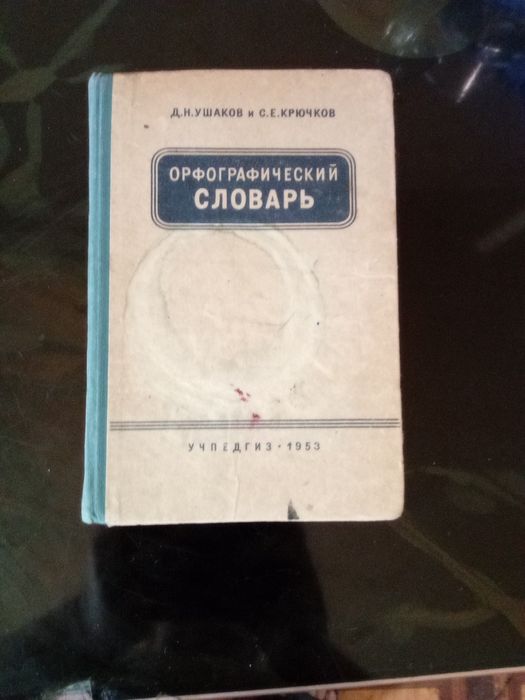 Д.Н.УШАКОВ и С.Е.КРЮЧКОВ
ОРФОГРАФИЧЕСКИЙ
СЛОВАРЬ
УЧПЕДГИЗ · 1953